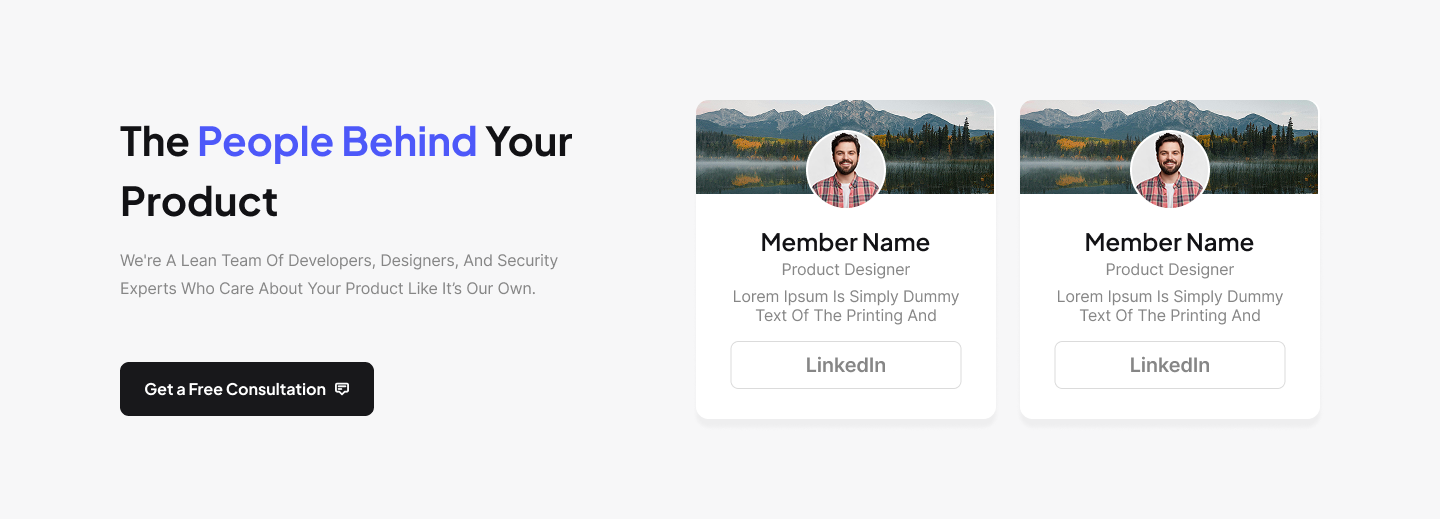 The People Behind Your
Product
We're A Lean Team Of Developers, Designers, And Security
Experts Who Care About Your Product Like It’s Our Own.
Get a Free Consultation
Member Name
Product Designer
Lorem Ipsum Is Simply Dummy
Text Of The Printing And
LinkedIn
Member Name
Product Designer
Lorem Ipsum Is Simply Dummy
Text Of The Printing And
LinkedIn